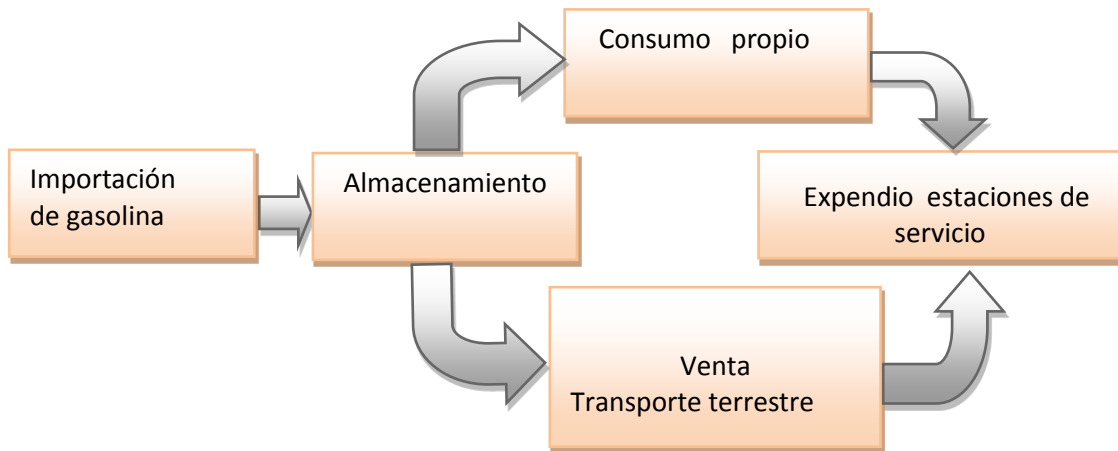 Consumo propio
Importación
de gasolina
Almacenamiento
Expendio estaciones de
servicio
Venta
Transporte terrestre